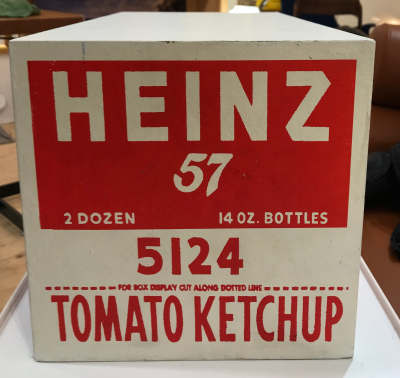 HEINZ
57
2 DOZEN 14 OZ. BOTTLES
5124
FOR BOX DISPLAY CUT ALONG DOTTED LINE
TOMATO KETCHUP